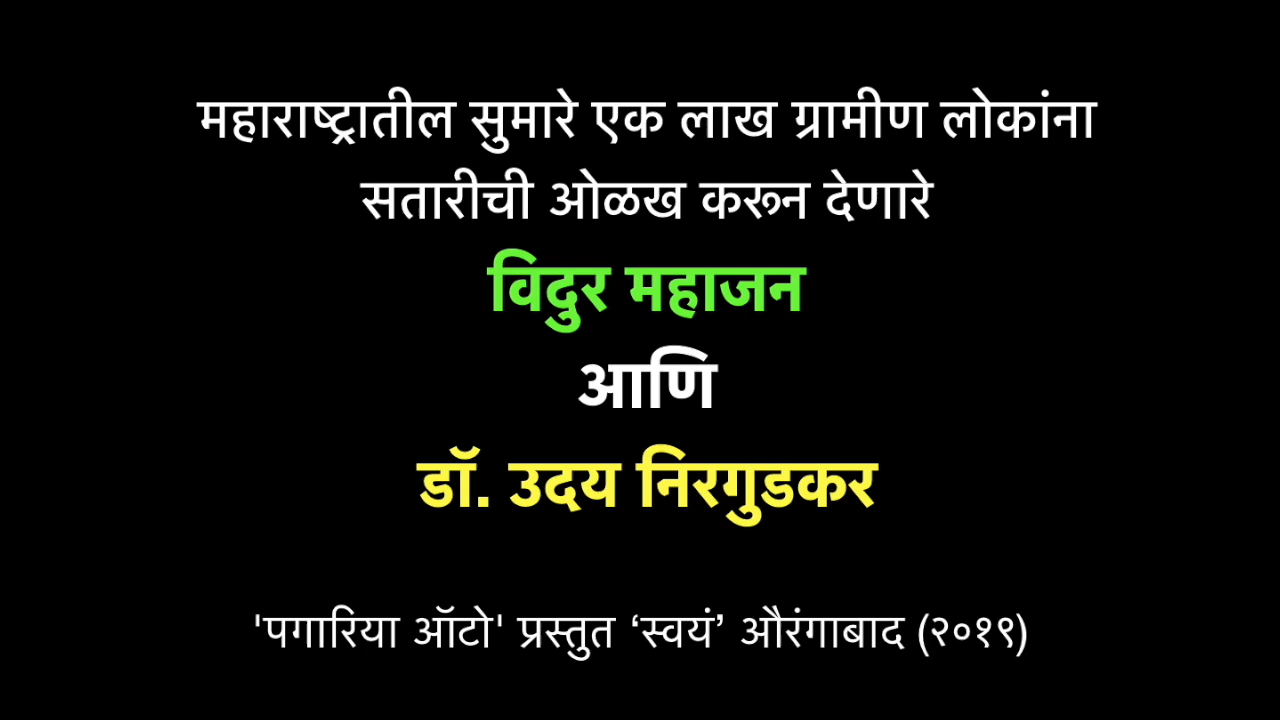 महाराष्ट्रातील सुमारे एक लाख ग्रामीण लोकांना
सतारीची ओळख करून देणारे
विदुर महाजन
आणि
डॉ. उदय निरगुडकर
'पगारिया ऑटो' प्रस्तुत ‘स्वयं’ औरंगाबाद (२०१९)